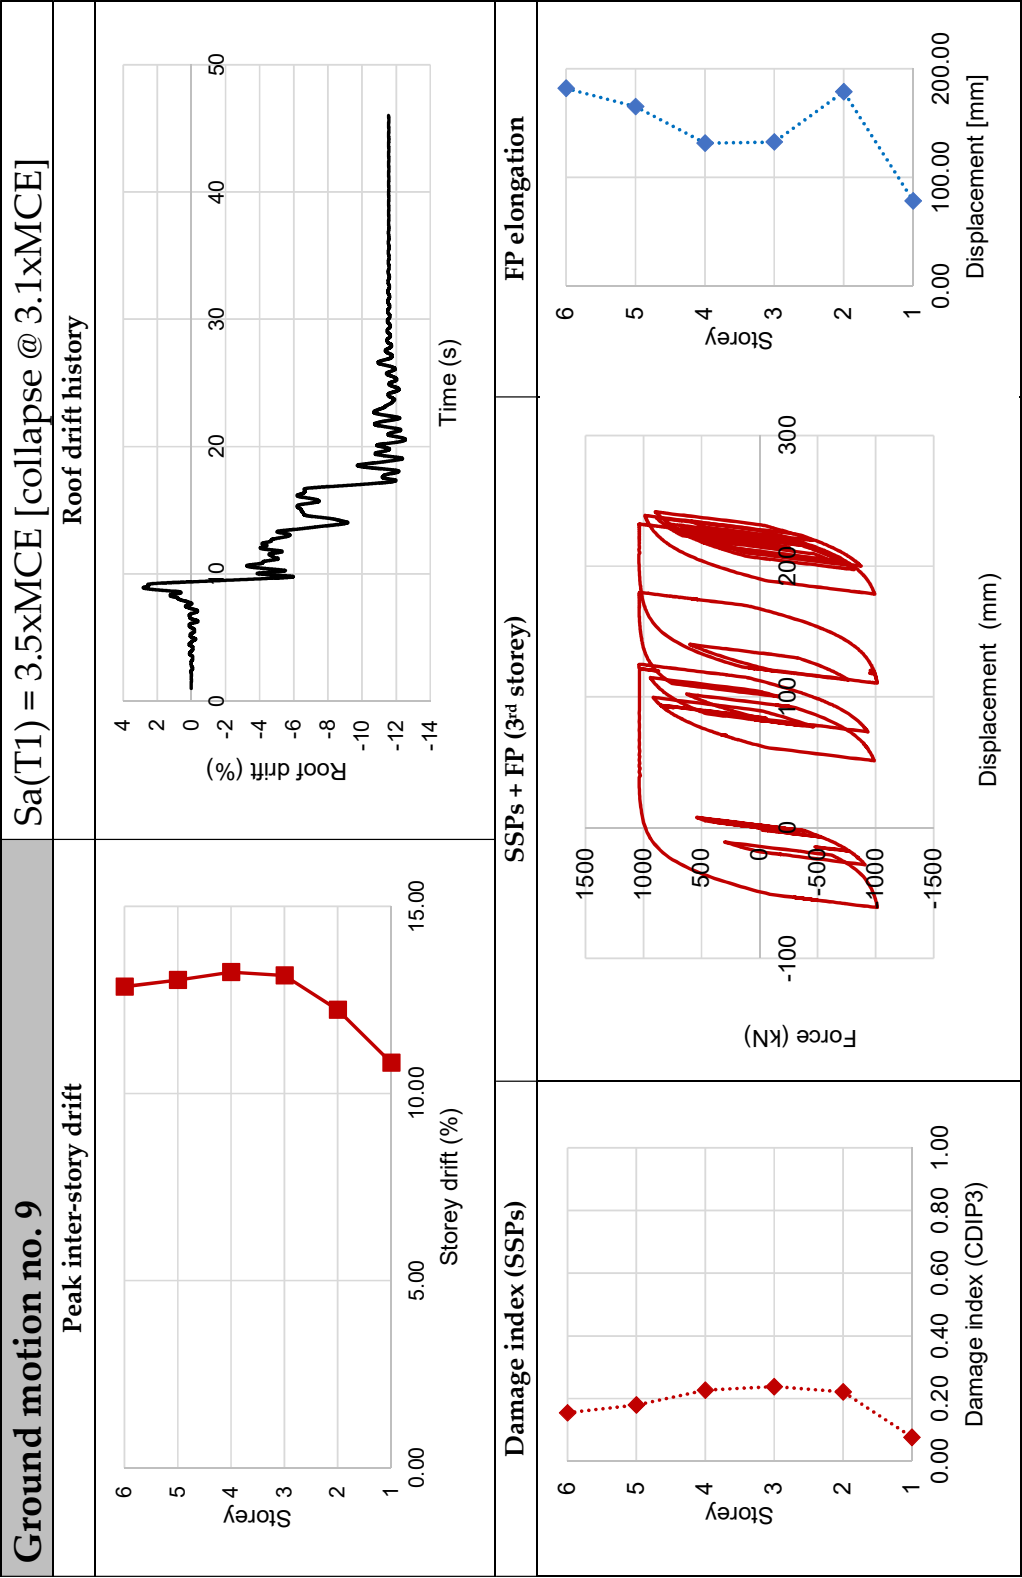 Ground motion no. 9
Sa(T1) = 3.5xMCE [collapse @ 3.1xMCE]
Peak inter-story drift
Roof drift history
6
5
4
3
2
1
Storey
0.00 5.00 10.00 15.00
Storey drift (%)
4
2
0
-2
-4
-6
-8
-10
-12
-14
Roof drift (%)
0 10 20 30 40 50
Time (s)
Damage index (SSPs)
SSPs + FP (3rd storey)
FP elongation
6
5
4
3
2
1
Storey
0.00 0.20 0.40 0.60 0.80 1.00
Damage index (CDIP3)
1500
1000
500
0
-500
-1000
-1500
Force (kN)
-100 0 100 200 300
Displacement (mm)
6
5
4
3
2
1
Storey
0.00 100.00 200.00
Displacement [mm]